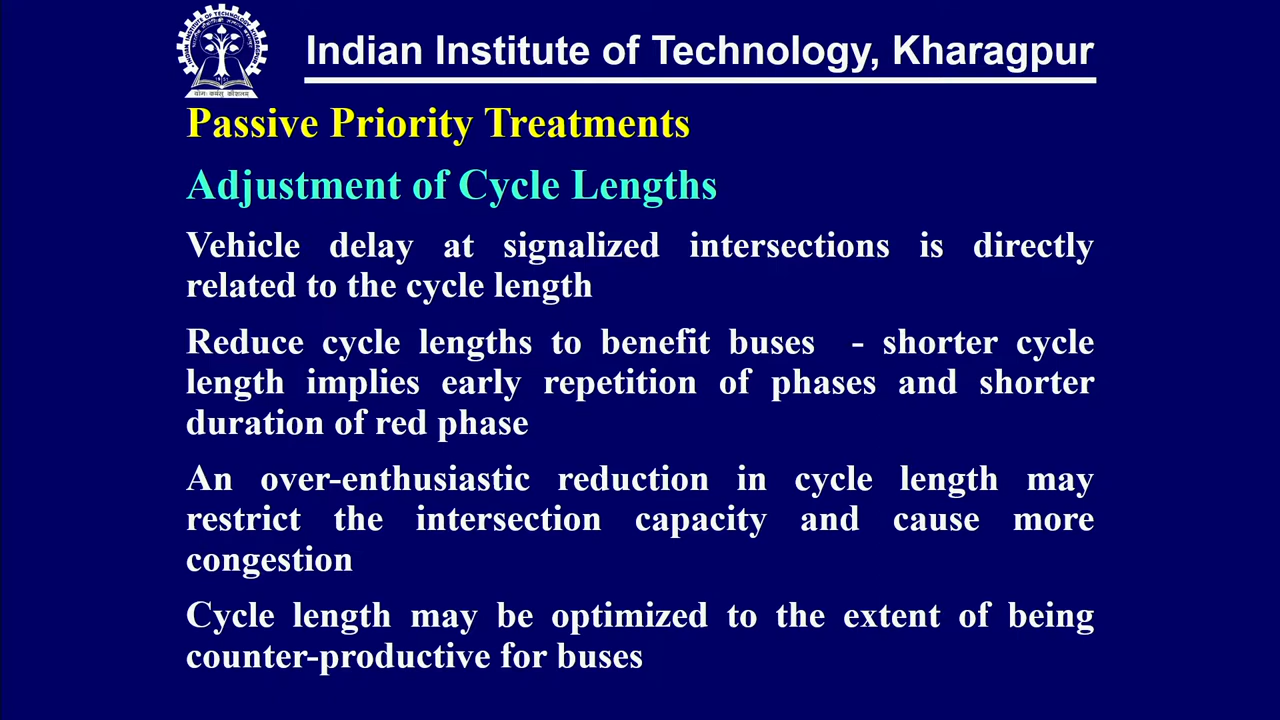 Indian Institute of Technology, Kharagpur
Passive Priority Treatments
Adjustment of Cycle Lengths
Vehicle delay at signalized intersections is directly
related to the cycle length
Reduce cycle lengths to benefit buses - shorter cycle
length implies early repetition of phases and shorter
duration of red phase
An over-enthusiastic reduction in cycle length may
restrict the intersection capacity and cause more
congestion
Cycle length may be optimized to the extent of being
counter-productive for buses